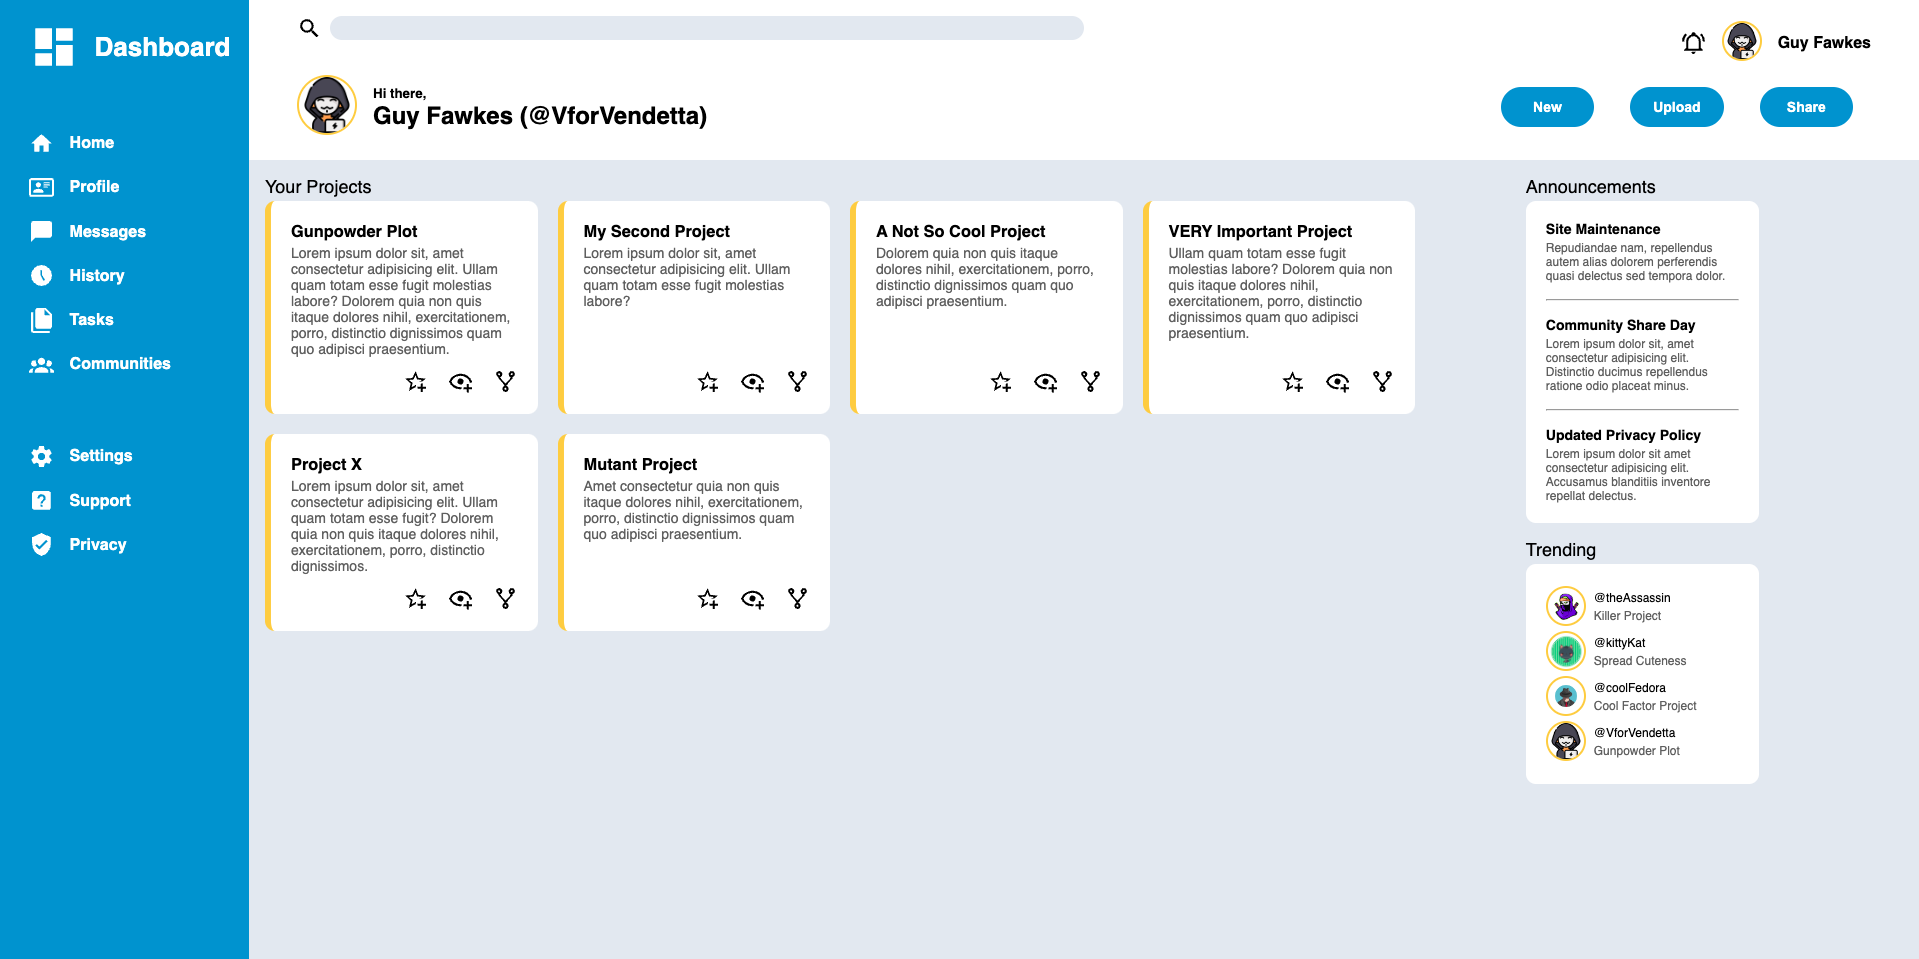 Dashboard
Home
Profile
Messages
History
Tasks
Communities
Settings
Support
Privacy
Guy Fawkes
Hi there,
Guy Fawkes (@VforVendetta)
New
Upload
Share
Your Projects
Gunpowder Plot
Lorem ipsum dolor sit, amet
consectetur adipisicing elit. Ullam
quam totam esse fugit molestias
labore? Dolorem quia non quis
itaque dolores nihil, exercitationem,
porro, distinctio dignissimos quam
quo adipisci praesentium.
My Second Project
Lorem ipsum dolor sit, amet
consectetur adipisicing elit. Ullam
quam totam esse fugit molestias
labore?
A Not So Cool Project
Dolorem quia non quis itaque
dolores nihil, exercitationem, porro,
distinctio dignissimos quam quo
adipisci praesentium.
VERY Important Project
Ullam quam totam esse fugit
molestias labore? Dolorem quia non
quis itaque dolores nihil,
exercitationem, porro, distinctio
dignissimos quam quo adipisci
praesentium.
Project X
Lorem ipsum dolor sit, amet
consectetur adipisicing elit. Ullam
quam totam esse fugit? Dolorem
quia non quis itaque dolores nihil,
exercitationem, porro, distinctio
dignissimos.
Mutant Project
Amet consectetur quia non quis
itaque dolores nihil, exercitationem,
porro, distinctio dignissimos quam
quo adipisci praesentium.
Announcements
Site Maintenance
Repudiandae nam, repellendus
autem alias dolorem perferendis
quasi delectus sed tempora dolor.
Community Share Day
Lorem ipsum dolor sit, amet
consectetur adipisicing elit.
Distinctio ducimus repellendus
ratione odio placeat minus.
Updated Privacy Policy
Lorem ipsum dolor sit amet
consectetur adipisicing elit.
Accusamus blanditiis inventore
repellat delectus.
Trending
@theAssassin
Killer Project
@kittyKat
Spread Cuteness
@coolFedora
Cool Factor Project
@VforVendetta
Gunpowder Plot